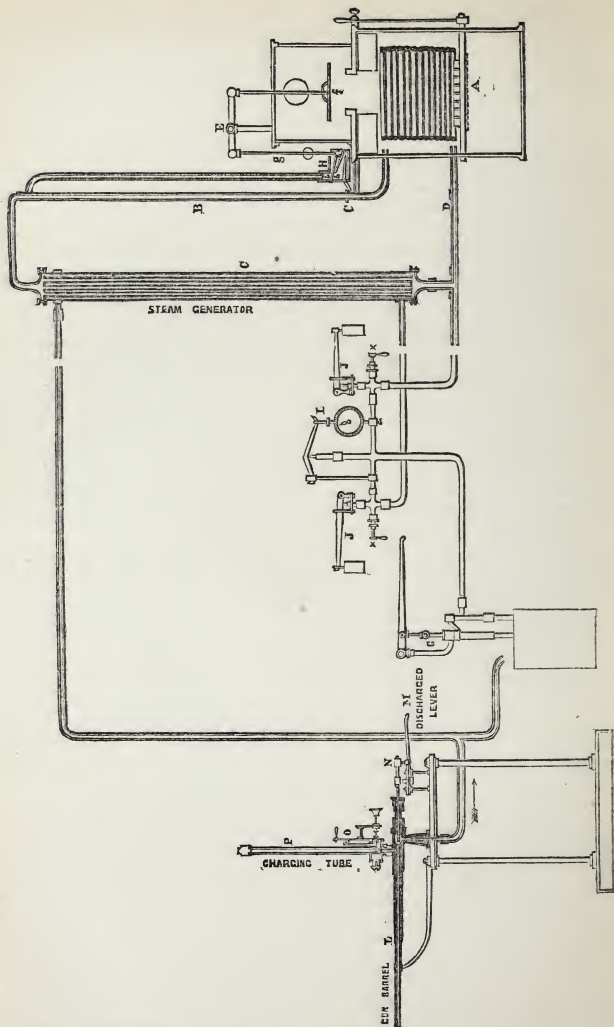 E
f
g
H
A
B
C
D
C
STEAM GENERATOR
J
I
J
X
X
G
M
DISCHARGED
LEVER
N
O
P
CHARGING TUBE
GUN BARREL L